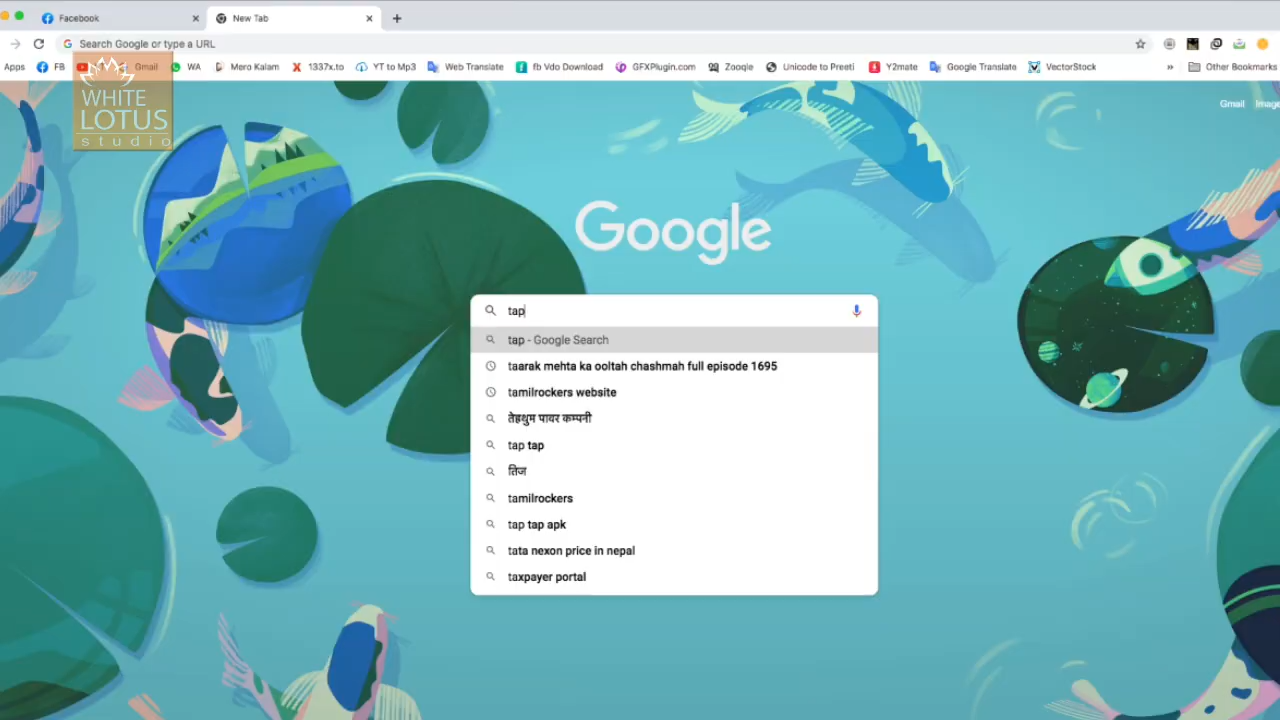 Facebook
New Tab
Search Google or type a URL
Apps FB Gmail WA Mero Kalam 1337x.to YT to Mp3 Web Translate fb Vdo Download GFXPlugin.com Zooqle Unicode to Preeti Y2mate Google Translate VectorStock » Other Bookmarks
WHITE
LOTUS
studio
Gmail Image
Google
tap
tap - Google Search
taarak mehta ka ooltah chashmah full episode 1695
tamilrockers website
तेह्रथुम पावर कम्पनी
tap tap
तिज
tamilrockers
tap tap apk
tata nexon price in nepal
taxpayer portal